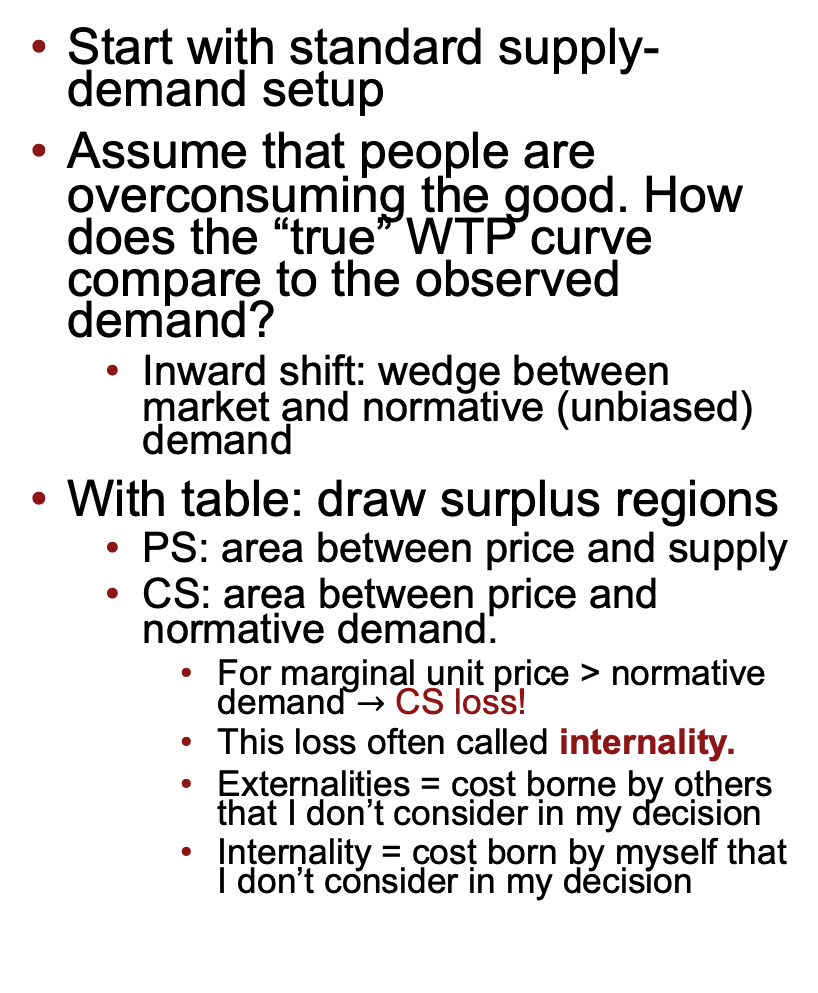 • Start with standard supply-
demand setup
• Assume that people are
overconsuming the good. How
does the “true” WTP curve
compare to the observed
demand?
• Inward shift: wedge between
market and normative (unbiased)
demand
• With table: draw surplus regions
• PS: area between price and supply
• CS: area between price and
normative demand.
• For marginal unit price > normative
demand → CS loss!
• This loss often called internality.
• Externalities = cost borne by others
that I don’t consider in my decision
• Internality = cost born by myself that
I don’t consider in my decision